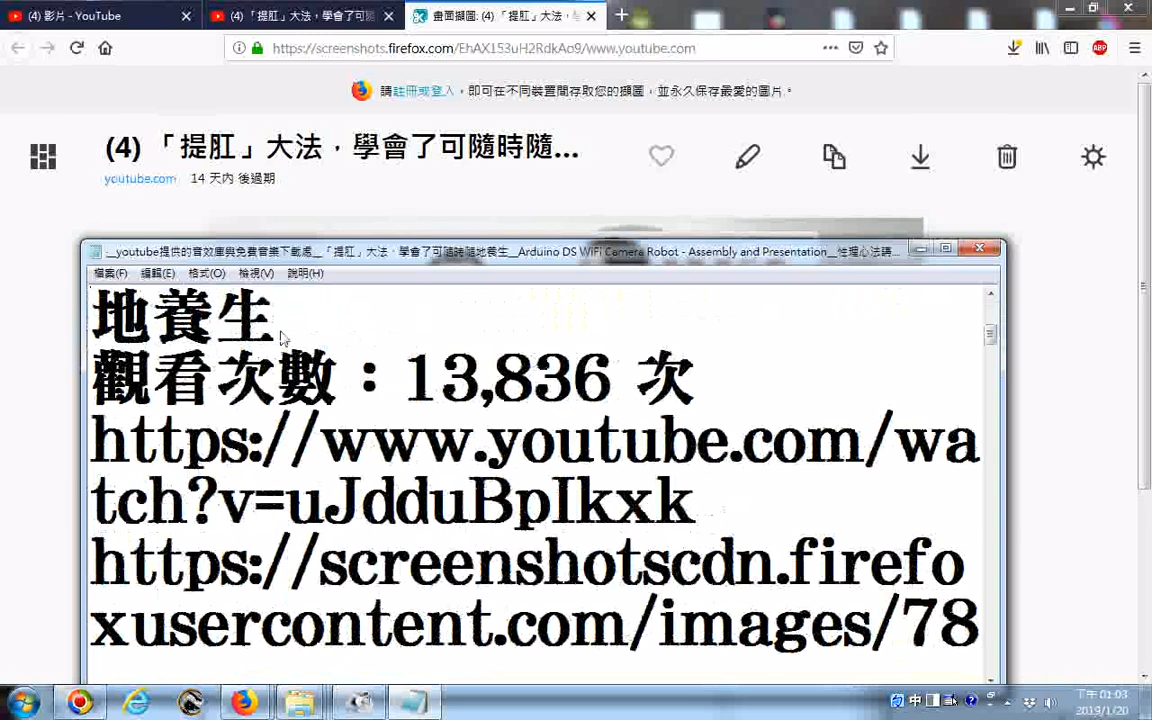 (4) 影片 - YouTube
(4) 「提肛」大法，學會了可隨
畫面擷圖: (4) 「提肛」大法，
https://screenshots.firefox.com/EhAX153uH2RdkAo9/www.youtube.com
ABP
請註冊或登入，即可在不同裝置間存取您的擷圖，並永久保存最愛的圖片。
(4) 「提肛」大法，學會了可隨時隨...
youtube.com 14 天內 後過期
__youtube提供的音效庫與免費音樂下載處__「提肛」大法，學會了可隨時隨地養生__Arduino DS WiFi Camera Robot - Assembly and Presentation__性理心法講...
檔案(F) 編輯(E) 格式(O) 檢視(V) 說明(H)
地養生
觀看次數：13,836 次
https://www.youtube.com/wa
tch?v=uJdduBpIkxk
https://screenshotscdn.firefo
xusercontent.com/images/78
中
下午 01:03
2019/1/20